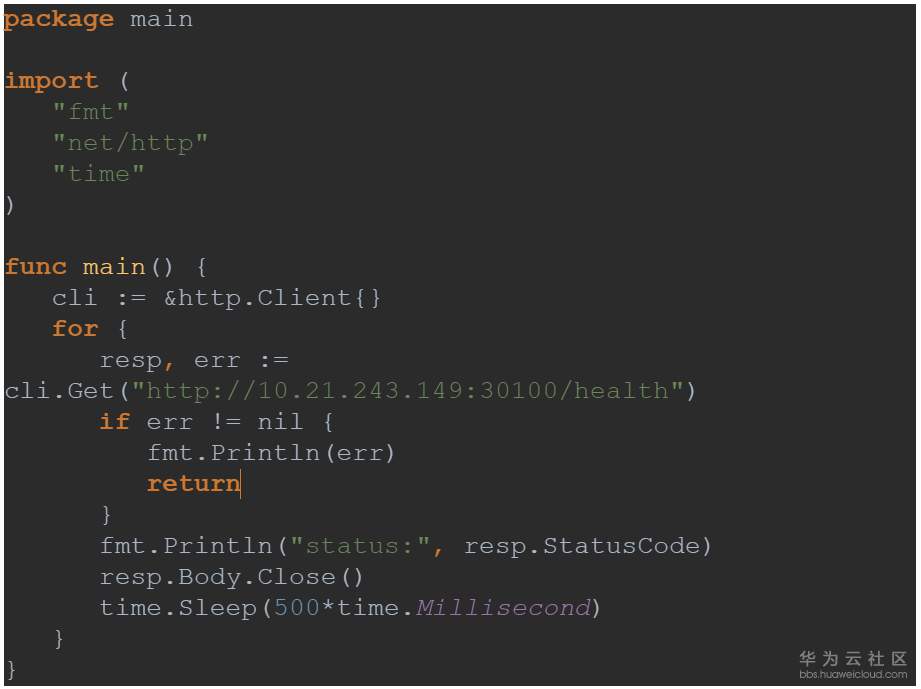 package main
import (
"fmt"
"net/http"
"time"
)
func main() {
cli := &http.Client{}
for {
resp, err :=
cli.Get("http://10.21.243.149:30100/health")
if err != nil {
fmt.Println(err)
return
}
fmt.Println("status:", resp.StatusCode)
resp.Body.Close()
time.Sleep(500*time.Millisecond)
}
}
华为云社区
bbs.huaweicloud.com